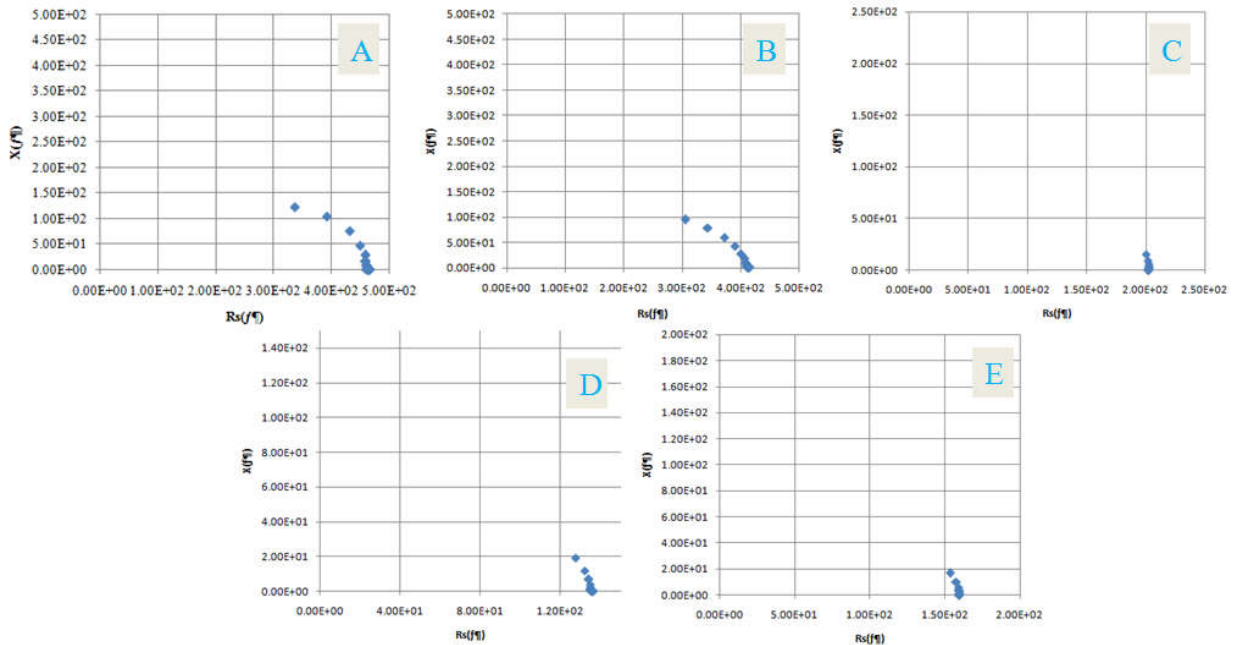 A
5.00E+02
4.50E+02
4.00E+02
3.50E+02
3.00E+02
2.50E+02
2.00E+02
1.50E+02
1.00E+02
5.00E+01
0.00E+00
X(ƒ¶)
0.00E+00 1.00E+02 2.00E+02 3.00E+02 4.00E+02 5.00E+02
Rs(ƒ¶)
B
5.00E+02
4.50E+02
4.00E+02
3.50E+02
3.00E+02
2.50E+02
2.00E+02
1.50E+02
1.00E+02
5.00E+01
0.00E+00
X(ƒ¶)
0.00E+00 1.00E+02 2.00E+02 3.00E+02 4.00E+02 5.00E+02
Rs(ƒ¶)
C
2.50E+02
2.00E+02
1.50E+02
1.00E+02
5.00E+01
0.00E+00
X(ƒ¶)
0.00E+00 5.00E+01 1.00E+02 1.50E+02 2.00E+02 2.50E+02
Rs(ƒ¶)
D
1.40E+02
1.20E+02
1.00E+02
8.00E+01
6.00E+01
4.00E+01
2.00E+01
0.00E+00
X(ƒ¶)
0.00E+00 4.00E+01 8.00E+01 1.20E+02
Rs(ƒ¶)
E
2.00E+02
1.80E+02
1.60E+02
1.40E+02
1.20E+02
1.00E+02
8.00E+01
6.00E+01
4.00E+01
2.00E+01
0.00E+00
X(ƒ¶)
0.00E+00 5.00E+01 1.00E+02 1.50E+02 2.00E+02
Rs(ƒ¶)